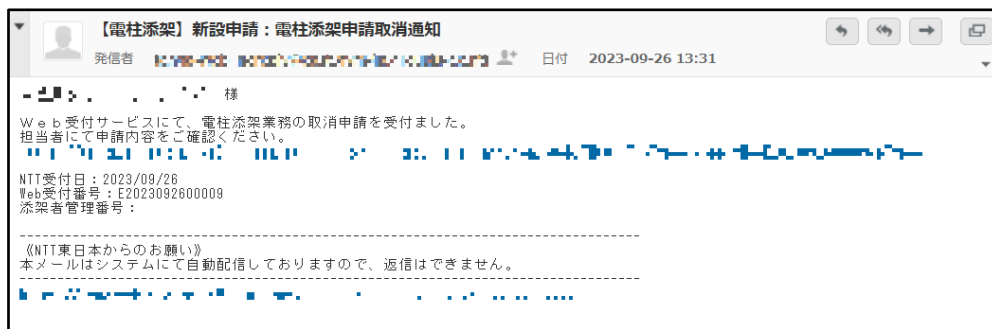 【電柱添架】新設申請：電柱添架申請取消通知
発信者
日付 2023-09-26 13:31
様
Ｗｅｂ受付サービスにて、電柱添架業務の取消申請を受付ました。
担当者にて申請内容をご確認ください。
NTT受付日：2023/09/26
Web受付番号：E2023092600009
添架者管理番号：
--------------------------------------------------------------------------------
《NTT東日本からのお願い》
本メールはシステムにて自動配信しておりますので、返信はできません。
--------------------------------------------------------------------------------